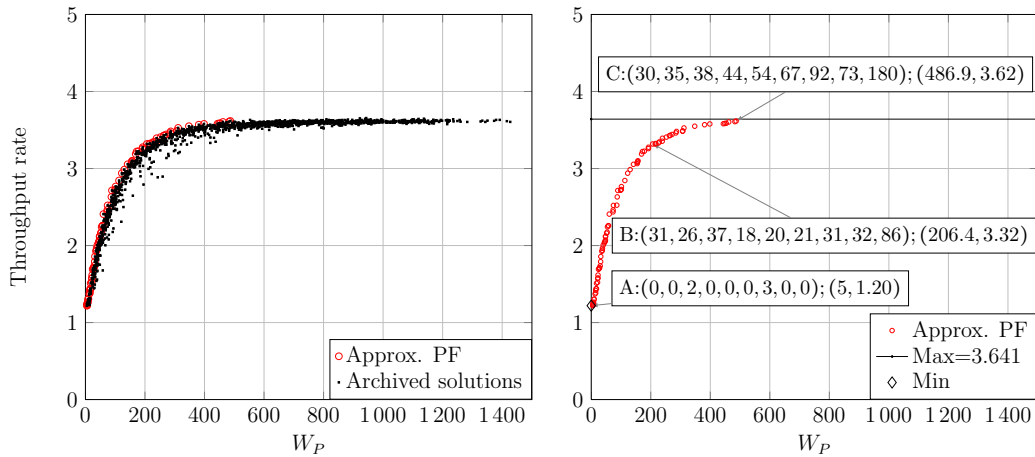 5
4
3
2
1
0
0
200
400
600
800
1 000
1 200
1 400
Throughput rate
W_P
Approx. PF
Archived solutions
5
4
3
2
1
0
0
200
400
600
800
1 000
1 200
1 400
W_P
C:(30, 35, 38, 44, 54, 67, 92, 73, 180); (486.9, 3.62)
B:(31, 26, 37, 18, 20, 21, 31, 32, 86); (206.4, 3.32)
A:(0, 0, 2, 0, 0, 0, 3, 0, 0); (5, 1.20)
Approx. PF
Max=3.641
Min